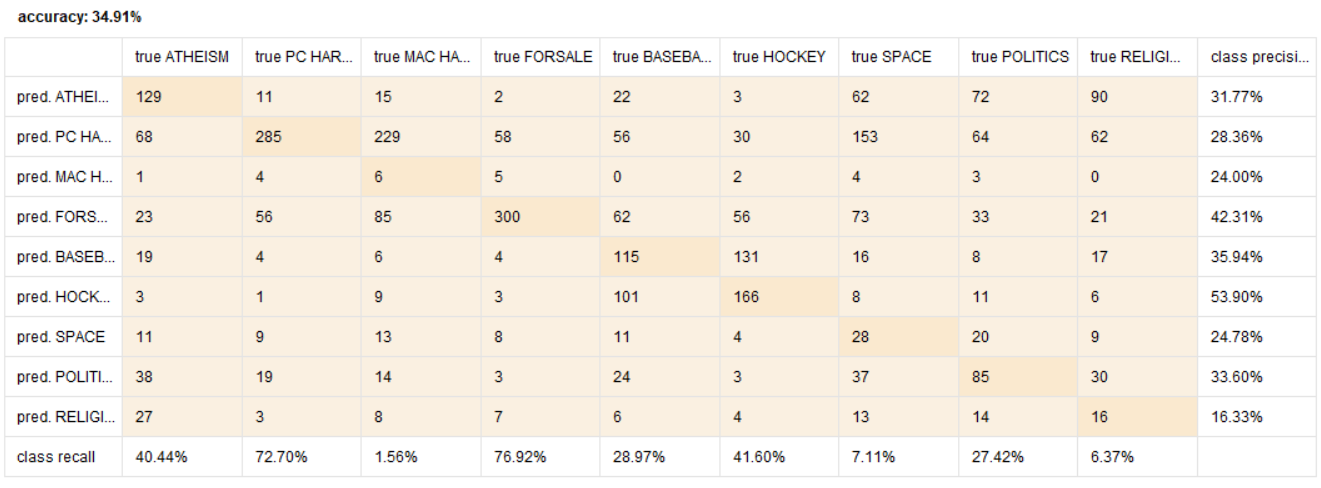 accuracy: 34.91%
true ATHEISM true PC HAR... true MAC HA... true FORSALE true BASEBA... true HOCKEY true SPACE true POLITICS true RELIGI... class precisi...
pred. ATHEI... 129 11 15 2 22 3 62 72 90 31.77%
pred. PC HA... 68 285 229 58 56 30 153 64 62 28.36%
pred. MAC H... 1 4 6 5 0 2 4 3 0 24.00%
pred. FORS... 23 56 85 300 62 56 73 33 21 42.31%
pred. BASEB... 19 4 6 4 115 131 16 8 17 35.94%
pred. HOCK... 3 1 9 3 101 166 8 11 6 53.90%
pred. SPACE 11 9 13 8 11 4 28 20 9 24.78%
pred. POLITI... 38 19 14 3 24 3 37 85 30 33.60%
pred. RELIGI... 27 3 8 7 6 4 13 14 16 16.33%
class recall 40.44% 72.70% 1.56% 76.92% 28.97% 41.60% 7.11% 27.42% 6.37%